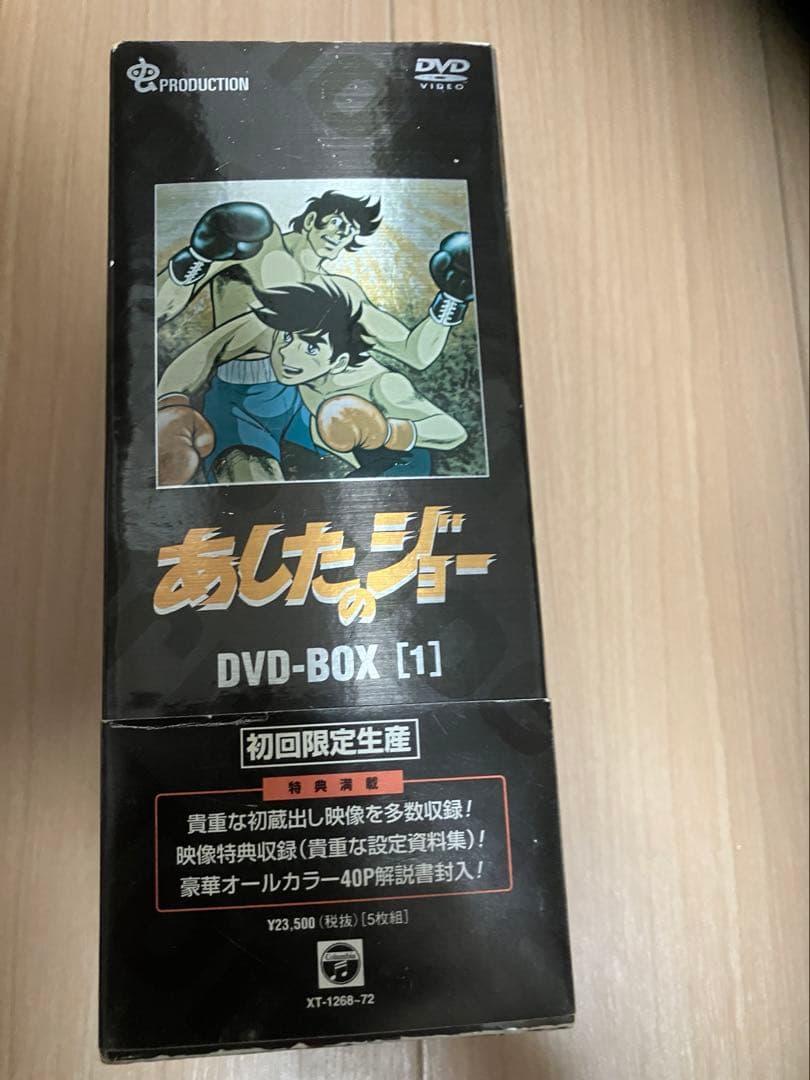 虫 PRODUCTION
DVD
VIDEO
あしたのジョー
DVD-BOX [1]
初回限定生産
特典満載
貴重な初蔵出し映像を多数収録!
映像特典収録(貴重な設定資料集)!
豪華オールカラー40P解説書封入!
¥23,500(税抜)[5枚組]
Columbia
XT-1268~72